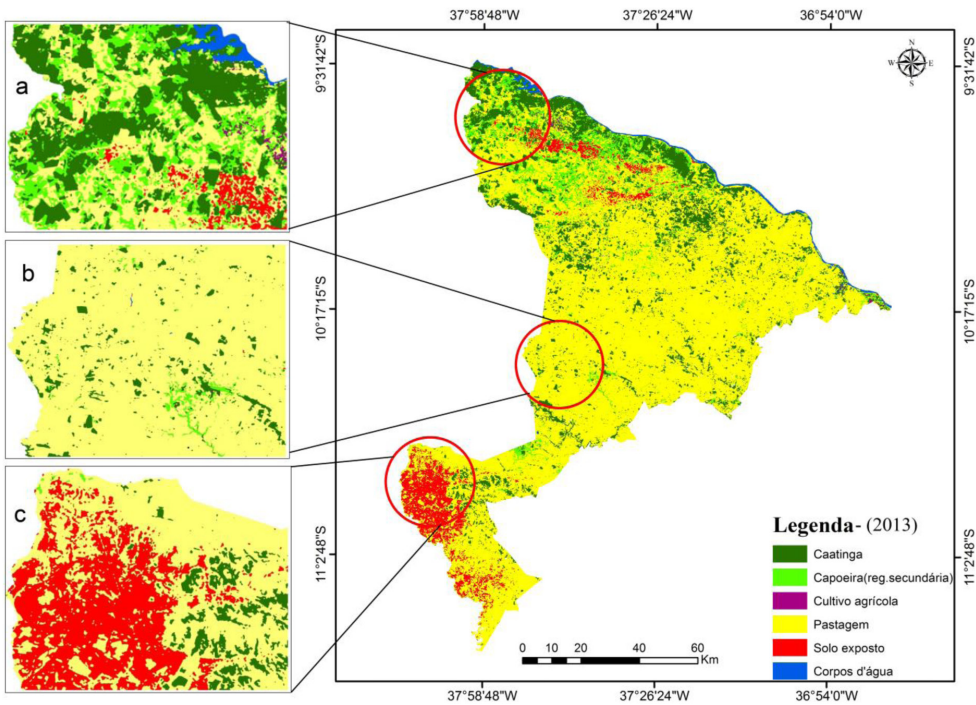 37°58'48"W 37°26'24"W 36°54'0"W
a
b
c
9°31'42"S
10°17'15"S
11°2'48"S
N
W E
S
9°31'42"S
10°17'15"S
11°2'48"S
Legenda- (2013)
Caatinga
Capoeira(reg.secundária)
Cultivo agrícola
Pastagem
Solo exposto
Corpos d'água
0 5 10 20 40 60
Km
37°58'48"W 37°26'24"W 36°54'0"W